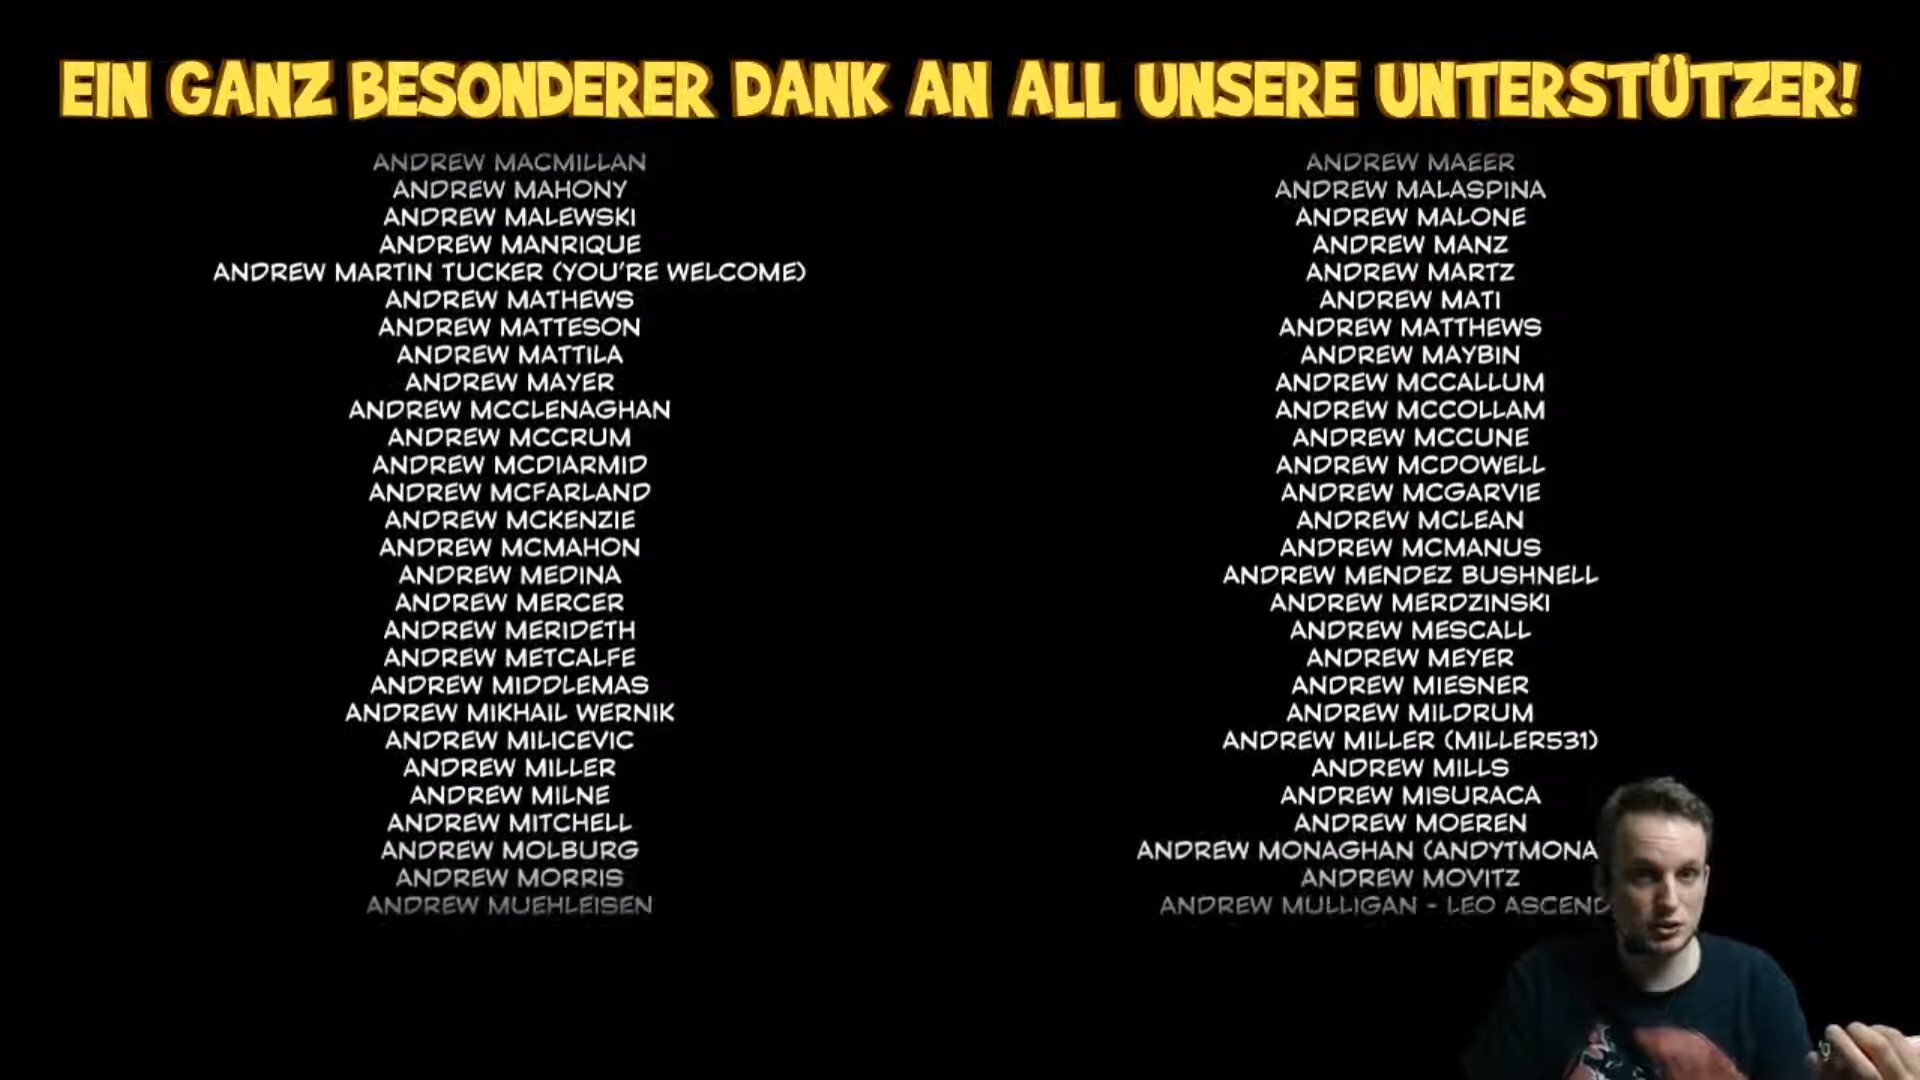 EIN GANZ BESONDERER DANK AN ALL UNSERE UNTERSTÜTZER!
ANDREW MACMILLAN
ANDREW MAHONY
ANDREW MALEWSKI
ANDREW MANRIQUE
ANDREW MARTIN TUCKER (YOU'RE WELCOME)
ANDREW MATHEWS
ANDREW MATTESON
ANDREW MATTILA
ANDREW MAYER
ANDREW MCCLENAGHAN
ANDREW MCCRUM
ANDREW MCDIARMID
ANDREW MCFARLAND
ANDREW MCKENZIE
ANDREW MCMAHON
ANDREW MEDINA
ANDREW MERCER
ANDREW MERIDETH
ANDREW METCALFE
ANDREW MIDDLEMAS
ANDREW MIKHAIL WERNIK
ANDREW MILICEVIC
ANDREW MILLER
ANDREW MILNE
ANDREW MITCHELL
ANDREW MOLBURG
ANDREW MORRIS
ANDREW MUEHLEISEN
ANDREW MAEER
ANDREW MALASPINA
ANDREW MALONE
ANDREW MANZ
ANDREW MARTZ
ANDREW MATI
ANDREW MATTHEWS
ANDREW MAYBIN
ANDREW MCCALLUM
ANDREW MCCOLLAM
ANDREW MCCUNE
ANDREW MCDOWELL
ANDREW MCGARVIE
ANDREW MCLEAN
ANDREW MCMANUS
ANDREW MENDEZ BUSHNELL
ANDREW MERDZINSKI
ANDREW MESCALL
ANDREW MEYER
ANDREW MIESNER
ANDREW MILDRUM
ANDREW MILLER (MILLER531)
ANDREW MILLS
ANDREW MISURACA
ANDREW MOEREN
ANDREW MONAGHAN (ANDYTMONA
ANDREW MOVITZ
ANDREW MULLIGAN - LEO ASCEND